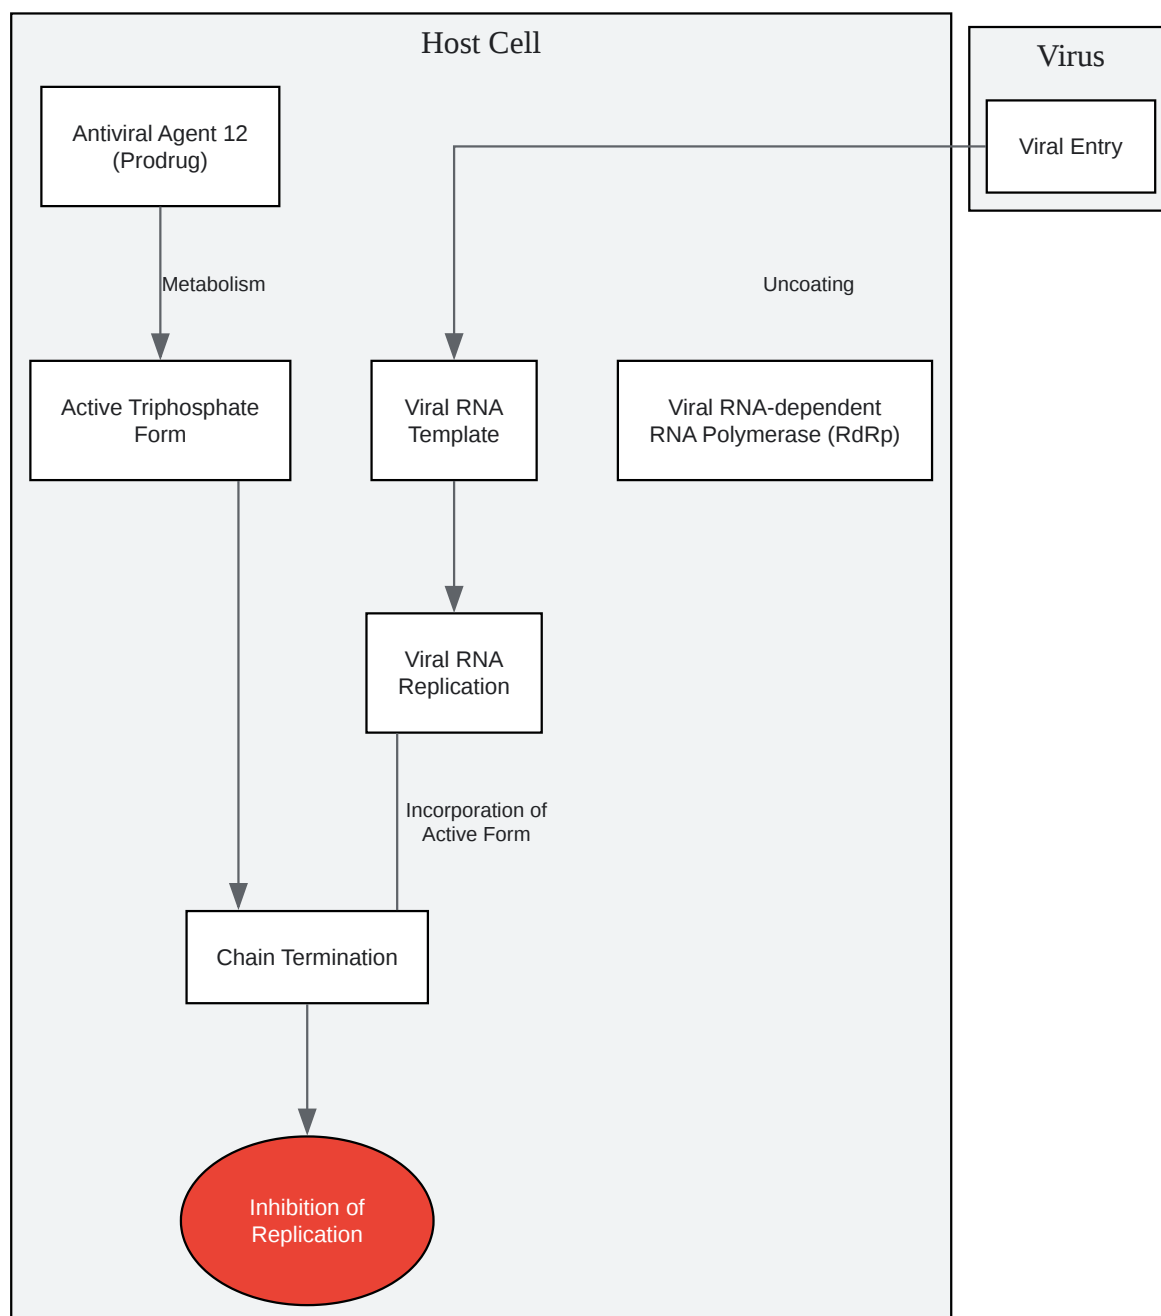 Host Cell
Virus
Antiviral Agent 12
(Prodrug)
Viral Entry
Metabolism
Uncoating
Active Triphosphate
Form
Viral RNA
Template
Viral RNA-dependent
RNA Polymerase (RdRp)
Viral RNA
Replication
Incorporation of
Active Form
Chain Termination
Inhibition of
Replication